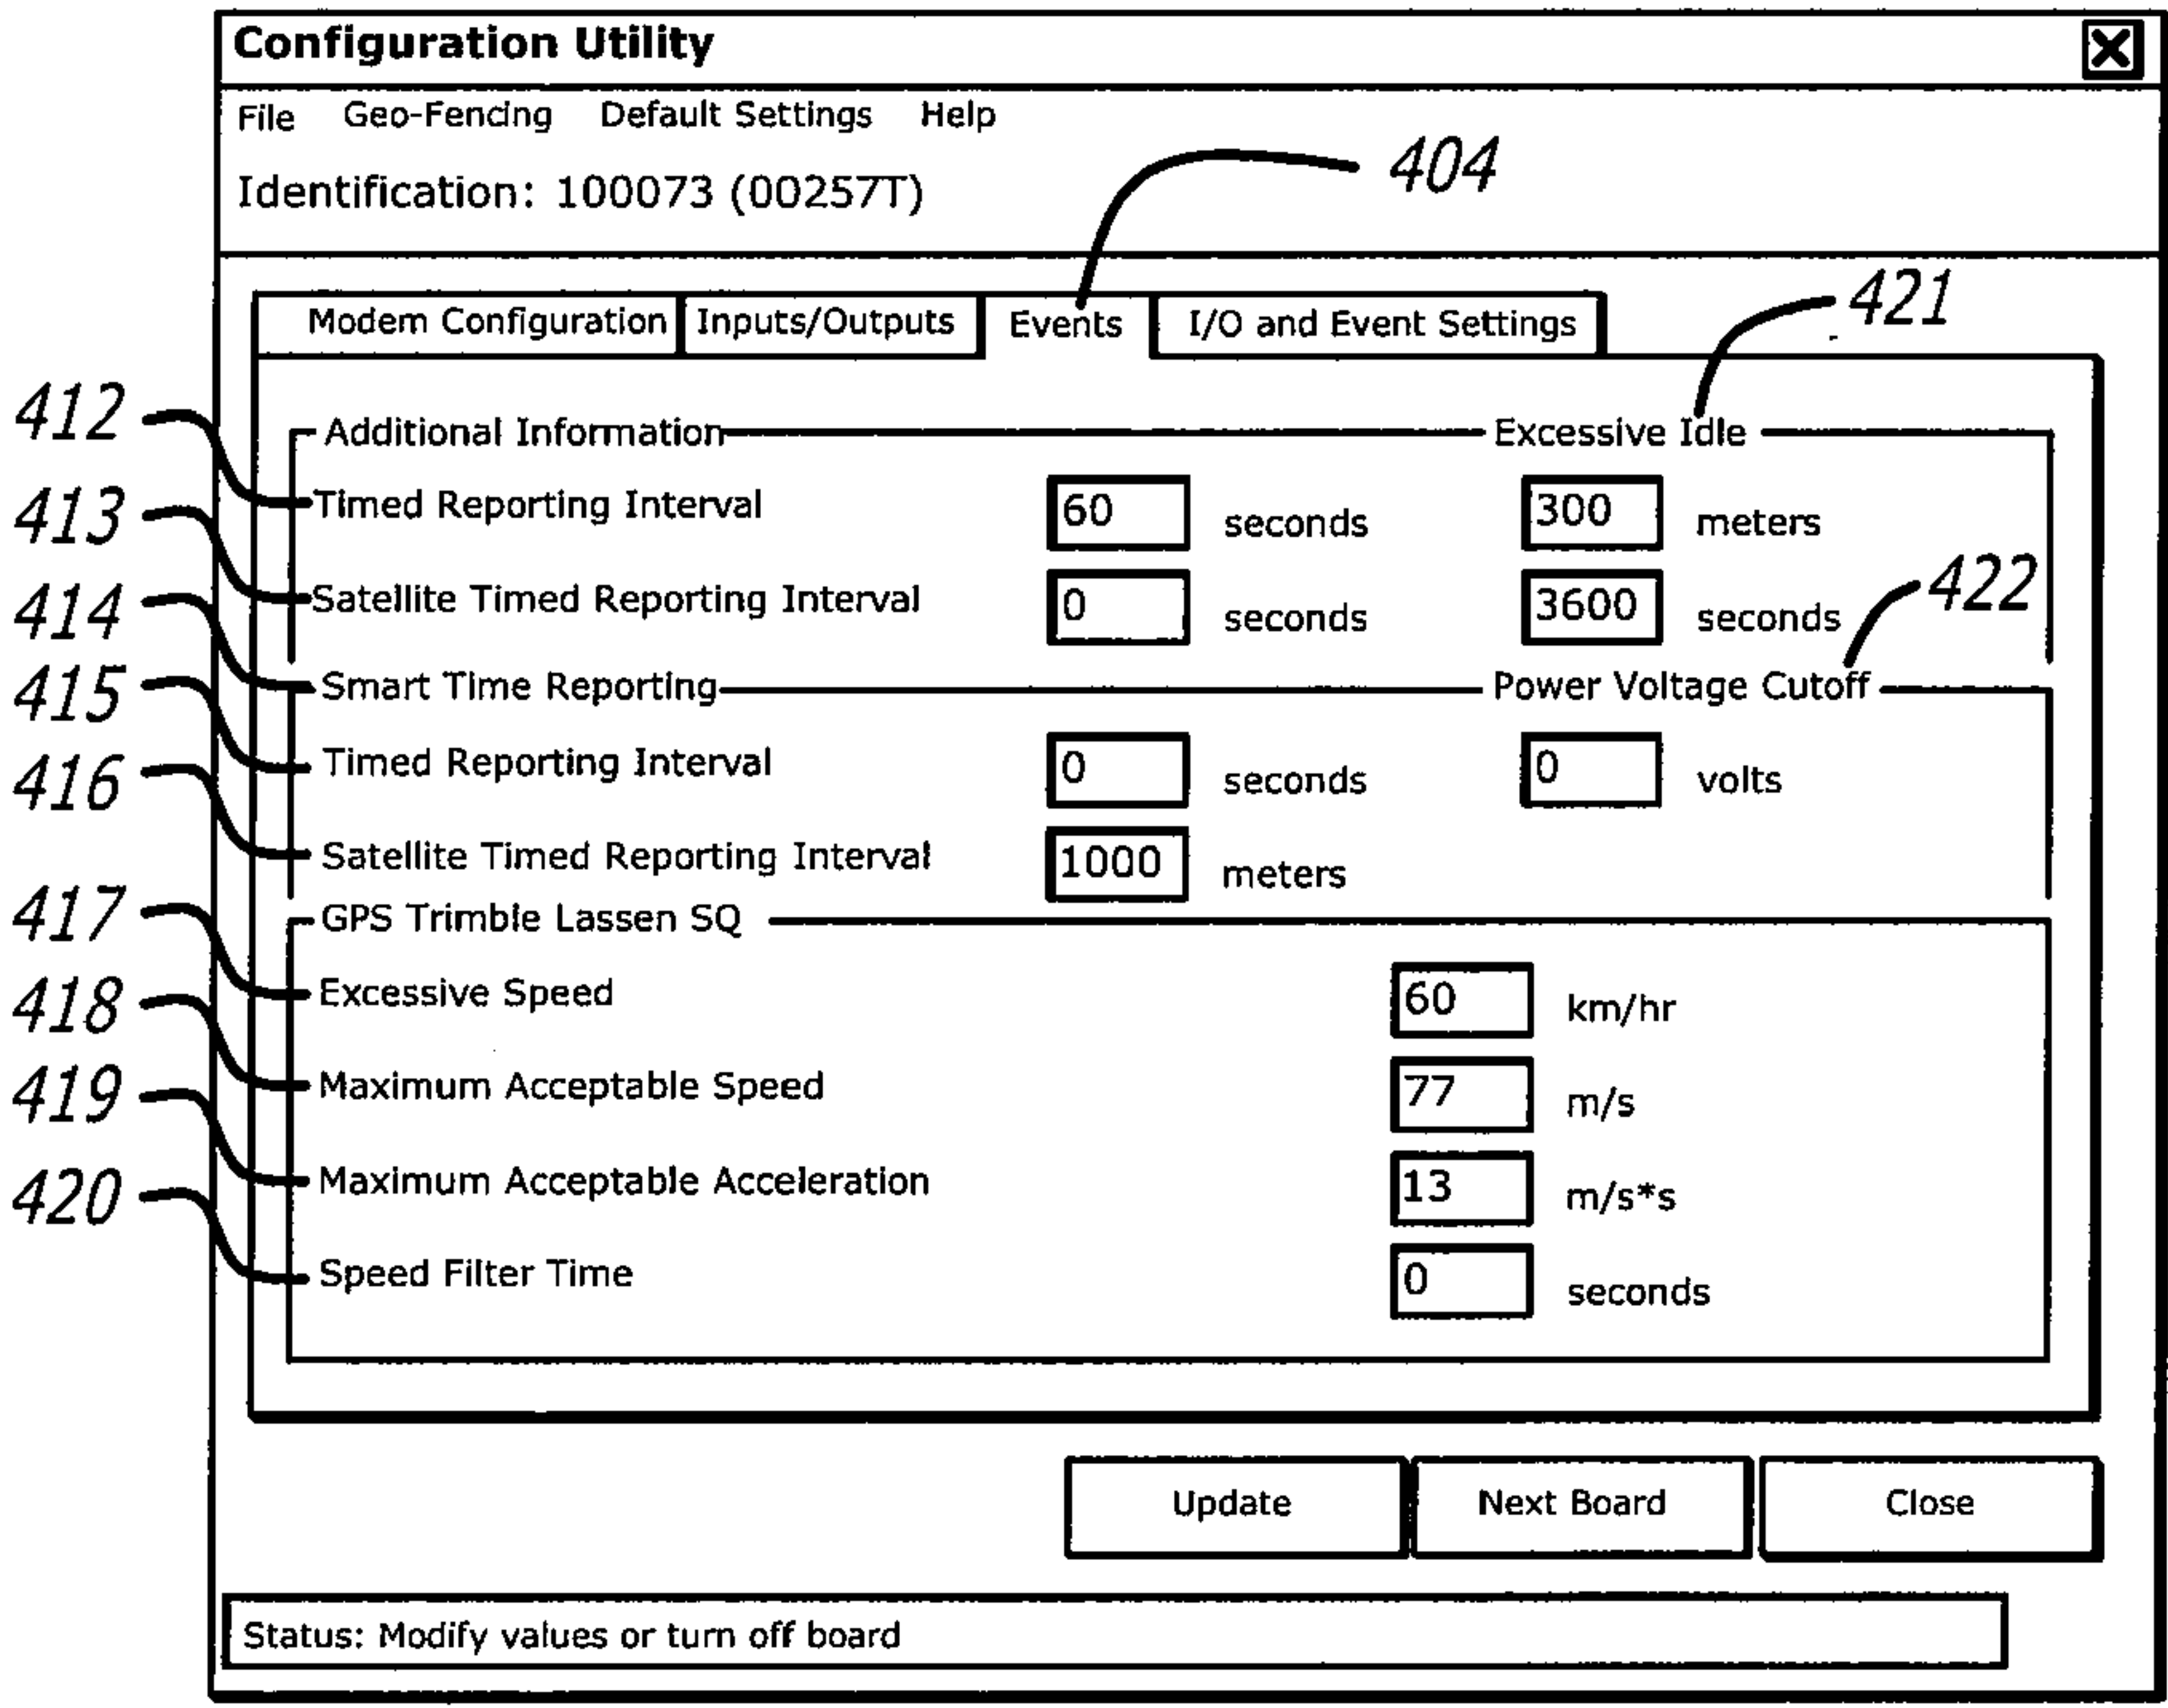 Configuration Utility
File Geo-Fencing Default Settings Help
404
Identification: 100073 (00257T)
421
Modem Configuration Inputs/Outputs Events I/O and Event Settings
412 Additional Information Excessive Idle
Timed Reporting Interval 60 seconds 300 meters
413
422
414 Satellite Timed Reporting Interval 0 seconds 3600 seconds
415 Smart Time Reporting Power Voltage Cutoff
416 Timed Reporting Interval 0 seconds 0 volts
Satellite Timed Reporting Interval 1000 meters
417 GPS Trimble Lassen SQ
418 Excessive Speed 60 km/hr
419 Maximum Acceptable Speed 77 m/s
420 Maximum Acceptable Acceleration 13 m/s*s
Speed Filter Time 0 seconds
Update Next Board Close
Status: Modify values or turn off board